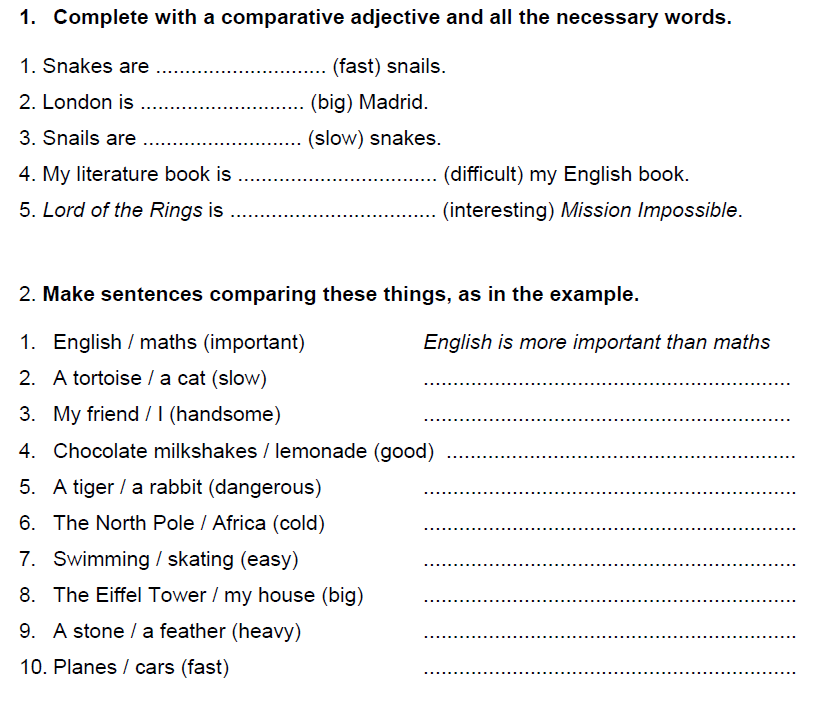 1. Complete with a comparative adjective and all the necessary words.
1. Snakes are ............................. (fast) snails.
2. London is ............................ (big) Madrid.
3. Snails are ........................... (slow) snakes.
4. My literature book is .................................. (difficult) my English book.
5. Lord of the Rings is ................................... (interesting) Mission Impossible.
2. Make sentences comparing these things, as in the example.
1. English / maths (important) English is more important than maths
2. A tortoise / a cat (slow) ..............................................................
3. My friend / I (handsome) ..............................................................
4. Chocolate milkshakes / lemonade (good) ...........................................................
5. A tiger / a rabbit (dangerous) ...............................................................
6. The North Pole / Africa (cold) ...............................................................
7. Swimming / skating (easy) ...............................................................
8. The Eiffel Tower / my house (big) ...............................................................
9. A stone / a feather (heavy) ...............................................................
10. Planes / cars (fast) ...............................................................